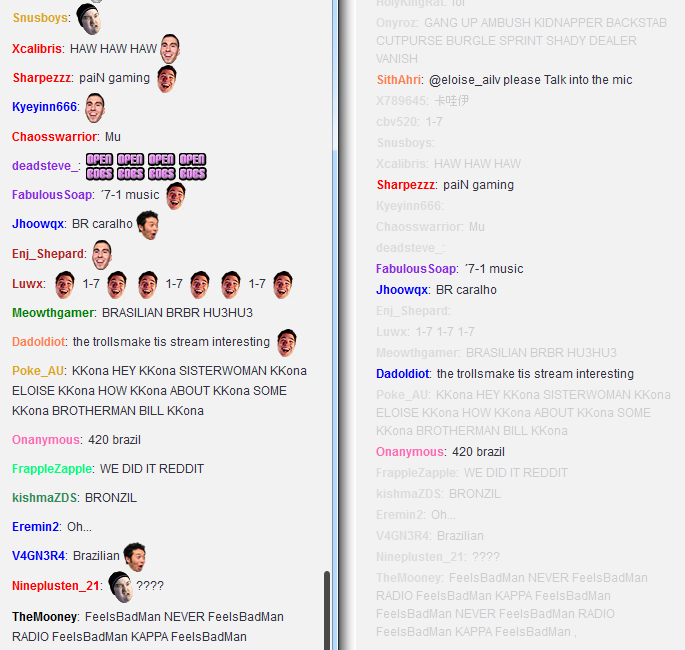 Snusboys:
Xcalibris: HAW HAW HAW
Sharpezzz: paiN gaming
Kyeyinn666:
Chaosswarrior: Mu
deadsteve_: OPEN BOBS OPEN BOBS OPEN BOBS OPEN BOBS
FabulousSoap: ´7-1 music
Jhoowqx: BR caralho
Enj_Shepard:
Luwx: 1-7 1-7 1-7
Meowthgamer: BRASILIAN BRBR HU3HU3
DadoIdiot: the trollsmake tis stream interesting
Poke_AU: KKona HEY KKona SISTERWOMAN KKona
ELOISE KKona HOW KKona ABOUT KKona SOME
KKona BROTHERMAN BILL KKona
Onanymous: 420 brazil
FrappleZapple: WE DID IT REDDIT
kishmaZDS: BRONZIL
Eremin2: Oh...
V4GN3R4: Brazilian
Nineplusten_21: ????
TheMooney: FeelsBadMan NEVER FeelsBadMan
RADIO FeelsBadMan KAPPA FeelsBadMan
HolyKingRat: lol
Onyroz: GANG UP AMBUSH KIDNAPPER BACKSTAB
CUTPURSE BURGLE SPRINT SHADY DEALER
VANISH
SithAhri: @eloise_ailv please Talk into the mic
X789645: 卡哇伊
cbv520: 1-7
Snusboys:
Xcalibris: HAW HAW HAW
Sharpezzz: paiN gaming
Kyeyinn666:
Chaosswarrior: Mu
deadsteve_:
FabulousSoap: ´7-1 music
Jhoowqx: BR caralho
Enj_Shepard:
Luwx: 1-7 1-7 1-7
Meowthgamer: BRASILIAN BRBR HU3HU3
DadoIdiot: the trollsmake tis stream interesting
Poke_AU: KKona HEY KKona SISTERWOMAN KKona
ELOISE KKona HOW KKona ABOUT KKona SOME
KKona BROTHERMAN BILL KKona
Onanymous: 420 brazil
FrappleZapple: WE DID IT REDDIT
kishmaZDS: BRONZIL
Eremin2: Oh...
V4GN3R4: Brazilian
Nineplusten_21: ????
TheMooney: FeelsBadMan NEVER FeelsBadMan
RADIO FeelsBadMan KAPPA FeelsBadMan
FeelsBadMan NEVER FeelsBadMan RADIO
FeelsBadMan KAPPA FeelsBadMan ,